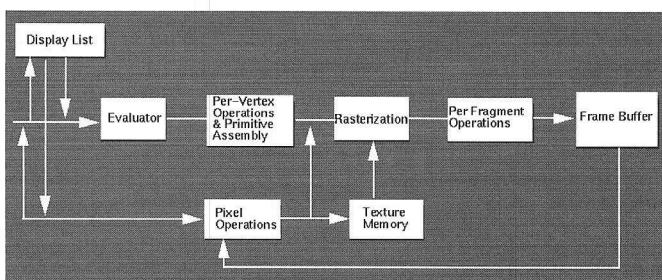 Display List
Evaluator
Per-Vertex
Operations
& Primitive
Assembly
Rasterization
Per Fragment
Operations
Frame Buffer
Pixel
Operations
Texture
Memory